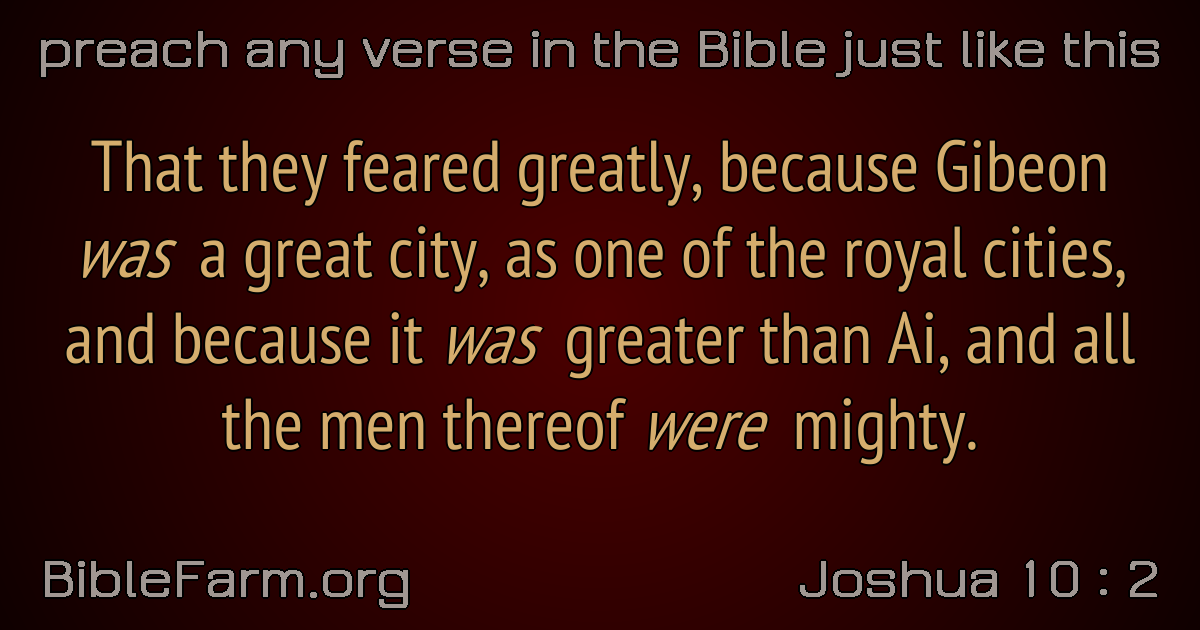 preach any verse in the Bible just like this
That they feared greatly, because Gibeon
was a great city, as one of the royal cities,
and because it was greater than Ai, and all
the men thereof were mighty.
BibleFarm.org
Joshua 10 : 2